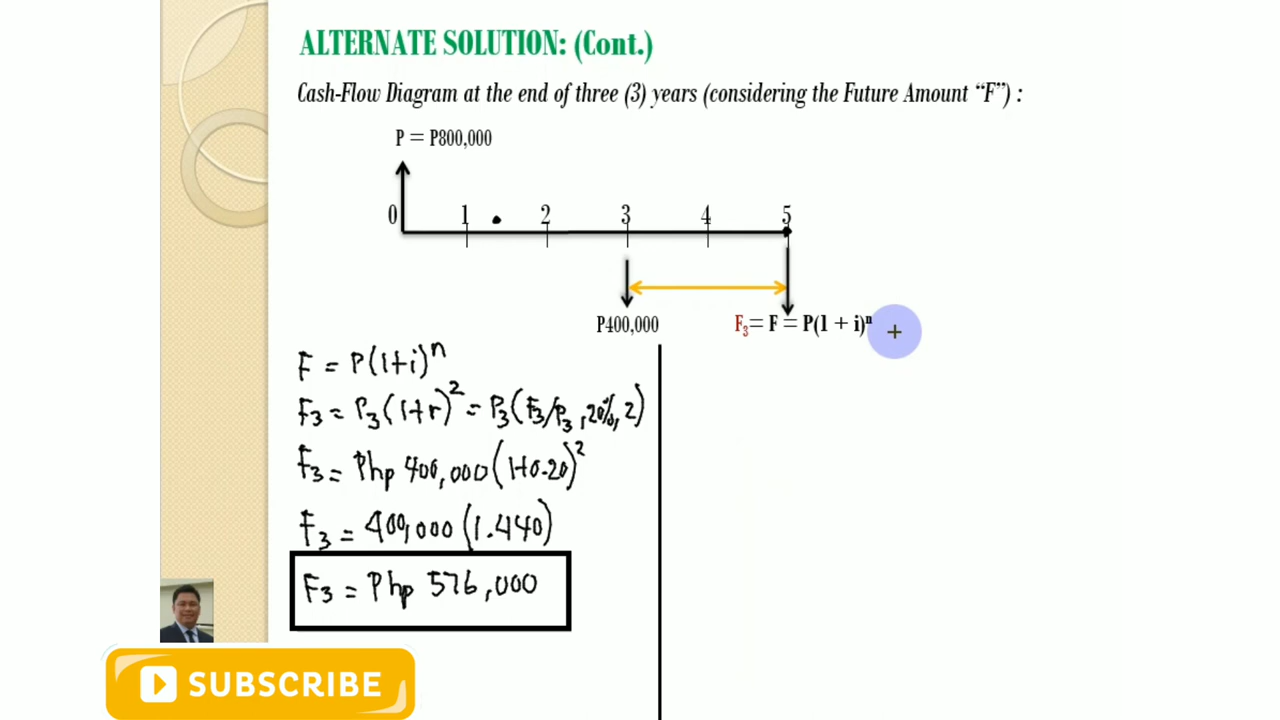 ALTERNATE SOLUTION: (Cont.)
Cash-Flow Diagram at the end of three (3) years (considering the Future Amount “F”) :
P = P800,000
0 1 2 3 4 5
P400,000
F₃= F = P(1 + i)ⁿ
F = P(1+i)ⁿ
F₃ = P₃(1+r)² = P₃(F₃/P₃, 20%, 2)
F₃ = Php 400,000(1+0.20)²
F₃ = 400,000(1.440)
F₃ = Php 576,000
SUBSCRIBE